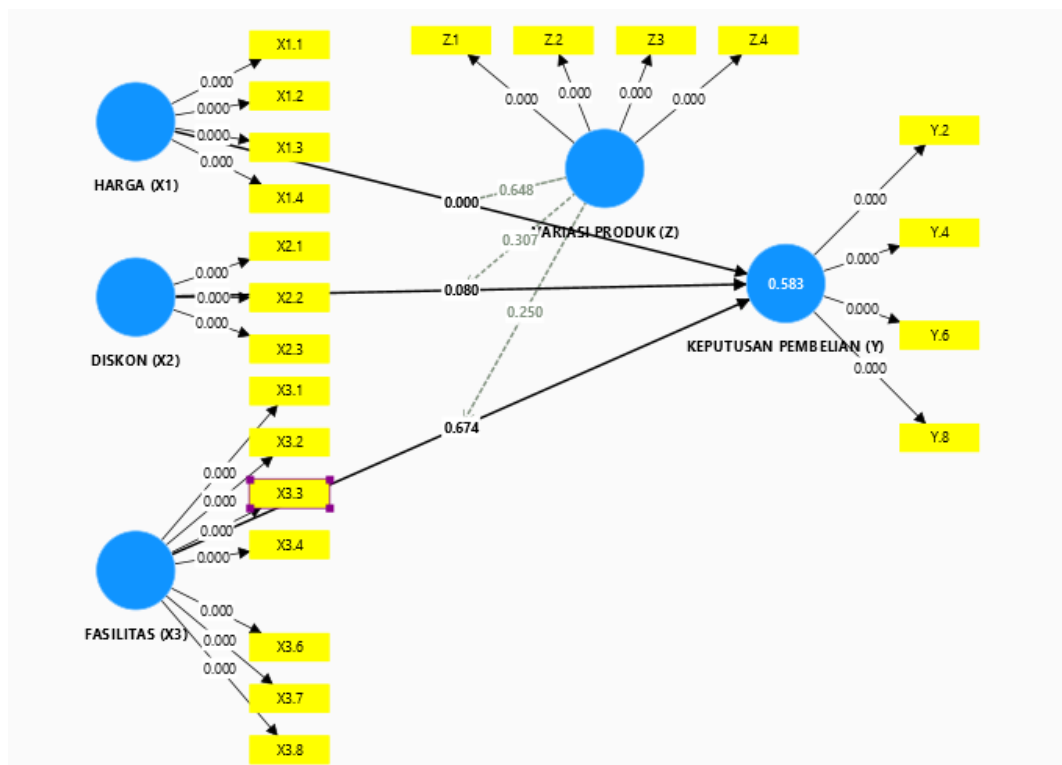 X1.1
0.000
X1.2
0.000
0.000
X1.3
0.000
X1.4
HARGA (X1)
Z.1
Z.2
Z.3
Z.4
0.000
0.000
0.000
0.000
VARIASI PRODUK (Z)
0.648
0.000
0.307
0.080
0.250
0.674
X2.1
0.000
0.000
X2.2
0.000
X2.3
DISKON (X2)
X3.1
X3.2
0.000
X3.3
0.000
0.000
X3.4
0.000
FASILITAS (X3)
0.000
X3.6
0.000
0.000
X3.7
X3.8
Y.2
0.000
Y.4
0.000
0.583
0.000
Y.6
KEPUTUSAN PEMBELIAN (Y)
0.000
Y.8